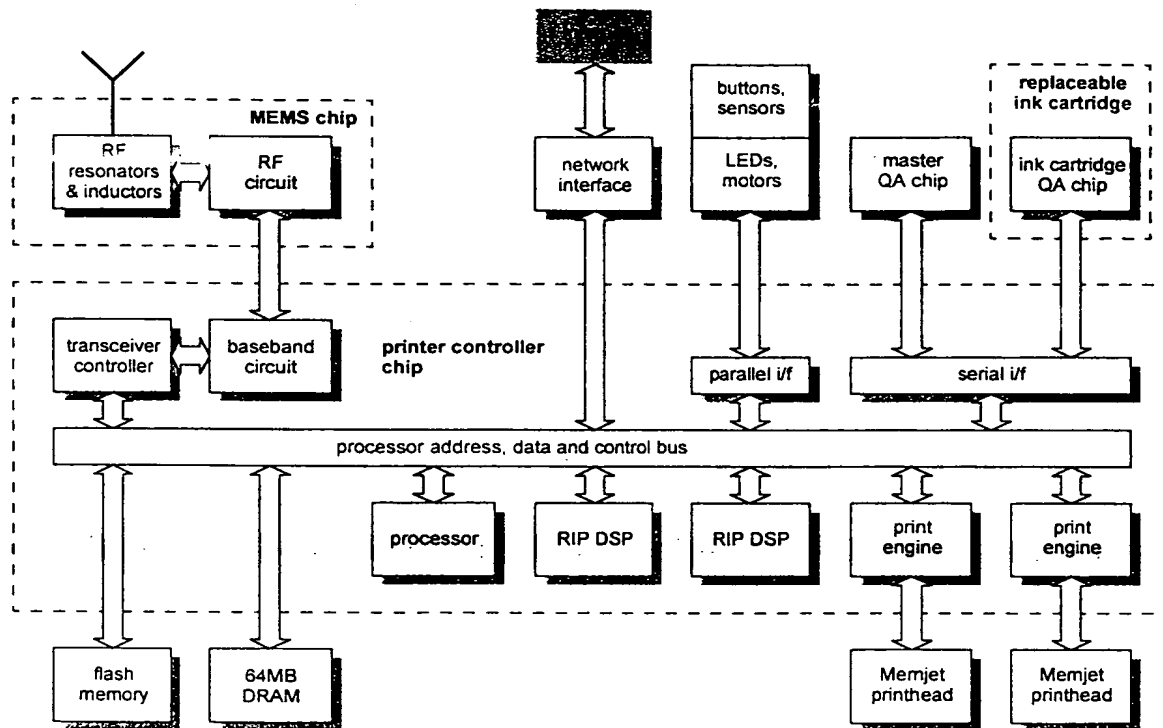 MEMS chip
RF
resonators
& inductors
RF
circuit
network
interface
buttons,
sensors
LEDs,
motors
master
QA chip
replaceable
ink cartridge
ink cartridge
QA chip
transceiver
controller
baseband
circuit
printer controller
chip
parallel i/f
serial i/f
processor address, data and control bus
processor
RIP DSP
RIP DSP
print
engine
print
engine
flash
memory
64MB
DRAM
Memjet
printhead
Memjet
printhead